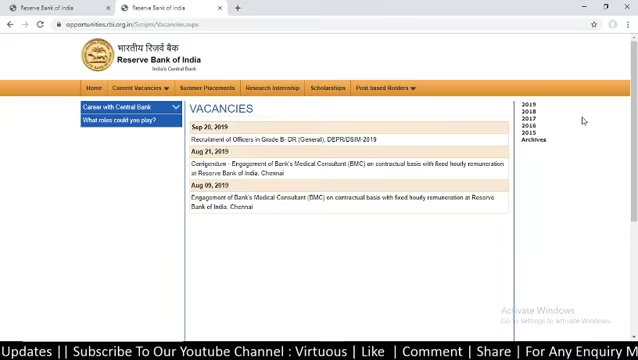 Reserve Bank of India
Reserve Bank of India
opportunities.rbi.org.in/Scripts/Vacancies.aspx
भारतीय रिज़र्व बैंक
Reserve Bank of India
India's Central Bank
Home Current Vacancies Summer Placements Research Internship Scholarships Post based Rosters
Career with Central Bank
What roles could you play?
VACANCIES
Sep 20, 2019
Recruitment of Officers in Grade B- DR (General), DEPR/DSIM-2019
Aug 21, 2019
Corrigendum - Engagement of Bank's Medical Consultant (BMC) on contractual basis with fixed hourly remuneration
at Reserve Bank of India, Chennai
Aug 09, 2019
Engagement of Bank's Medical Consultant (BMC) on contractual basis with fixed hourly remuneration at Reserve
Bank of India, Chennai
2019
2018
2017
2016
2015
Archives
Activate Windows
Go to Settings to activate Windows.
Updates || Subscribe To Our Youtube Channel : Virtuous | Like | Comment | Share | For Any Enquiry M